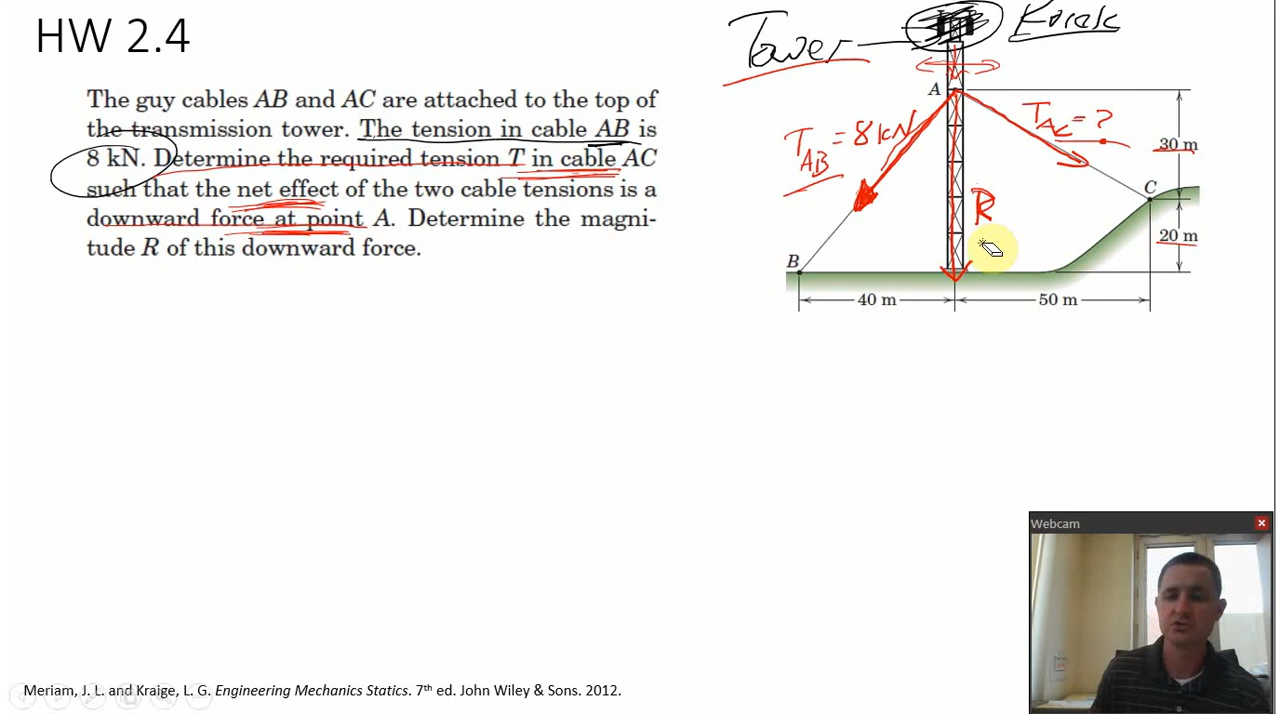 HW 2.4
Tower
The guy cables AB and AC are attached to the top of
the transmission tower. The tension in cable AB is
8 kN. Determine the required tension T in cable AC
such that the net effect of the two cable tensions is a
downward force at point A. Determine the magni-
tude R of this downward force.
A
T_AB = 8 kN
T_AC = ?
30 m
C
R
20 m
B
40 m
50 m
Webcam
Meriam, J. L. and Kraige, L. G. Engineering Mechanics Statics. 7th ed. John Wiley & Sons. 2012.